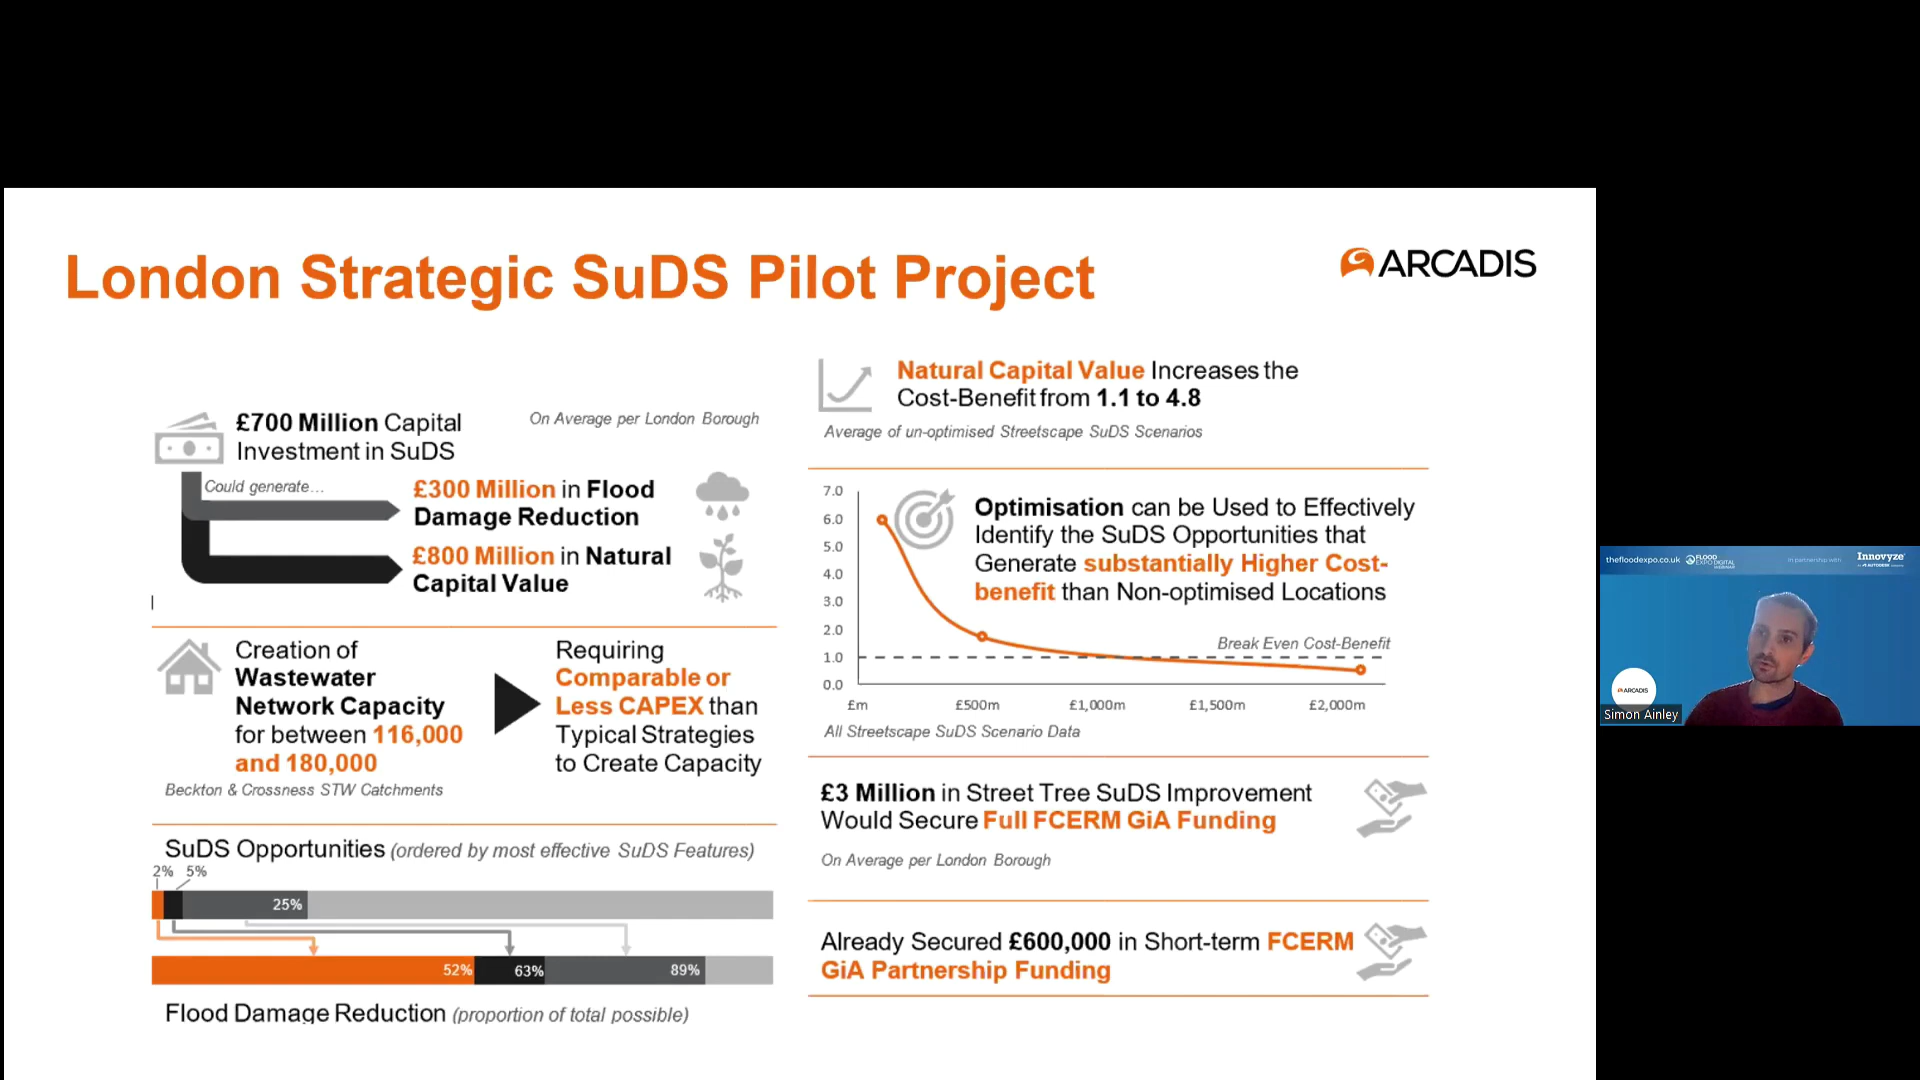 London Strategic SuDS Pilot Project
ARCADIS
£700 Million Capital
Investment in SuDS
On Average per London Borough
Could generate...
£300 Million in Flood
Damage Reduction
£800 Million in Natural
Capital Value
Creation of
Wastewater
Network Capacity
for between 116,000
and 180,000
Beckton & Crossness STW Catchments
Requiring
Comparable or
Less CAPEX than
Typical Strategies
to Create Capacity
SuDS Opportunities (ordered by most effective SuDS Features)
2% 5%
25%
52% 63% 89%
Flood Damage Reduction (proportion of total possible)
Natural Capital Value Increases the
Cost-Benefit from 1.1 to 4.8
Average of un-optimised Streetscape SuDS Scenarios
7.0
6.0
5.0
4.0
3.0
2.0
1.0
0.0
Optimisation can be Used to Effectively
Identify the SuDS Opportunities that
Generate substantially Higher Cost-
benefit than Non-optimised Locations
Break Even Cost-Benefit
£m £500m £1,000m £1,500m £2,000m
All Streetscape SuDS Scenario Data
£3 Million in Street Tree SuDS Improvement
Would Secure Full FCERM GiA Funding
On Average per London Borough
Already Secured £600,000 in Short-term FCERM
GiA Partnership Funding
thefloodexpo.co.uk
FLOOD
EXPO DIGITAL
WEBINAR
in partnership with
Innovyze
ARCADIS
Simon Ainley